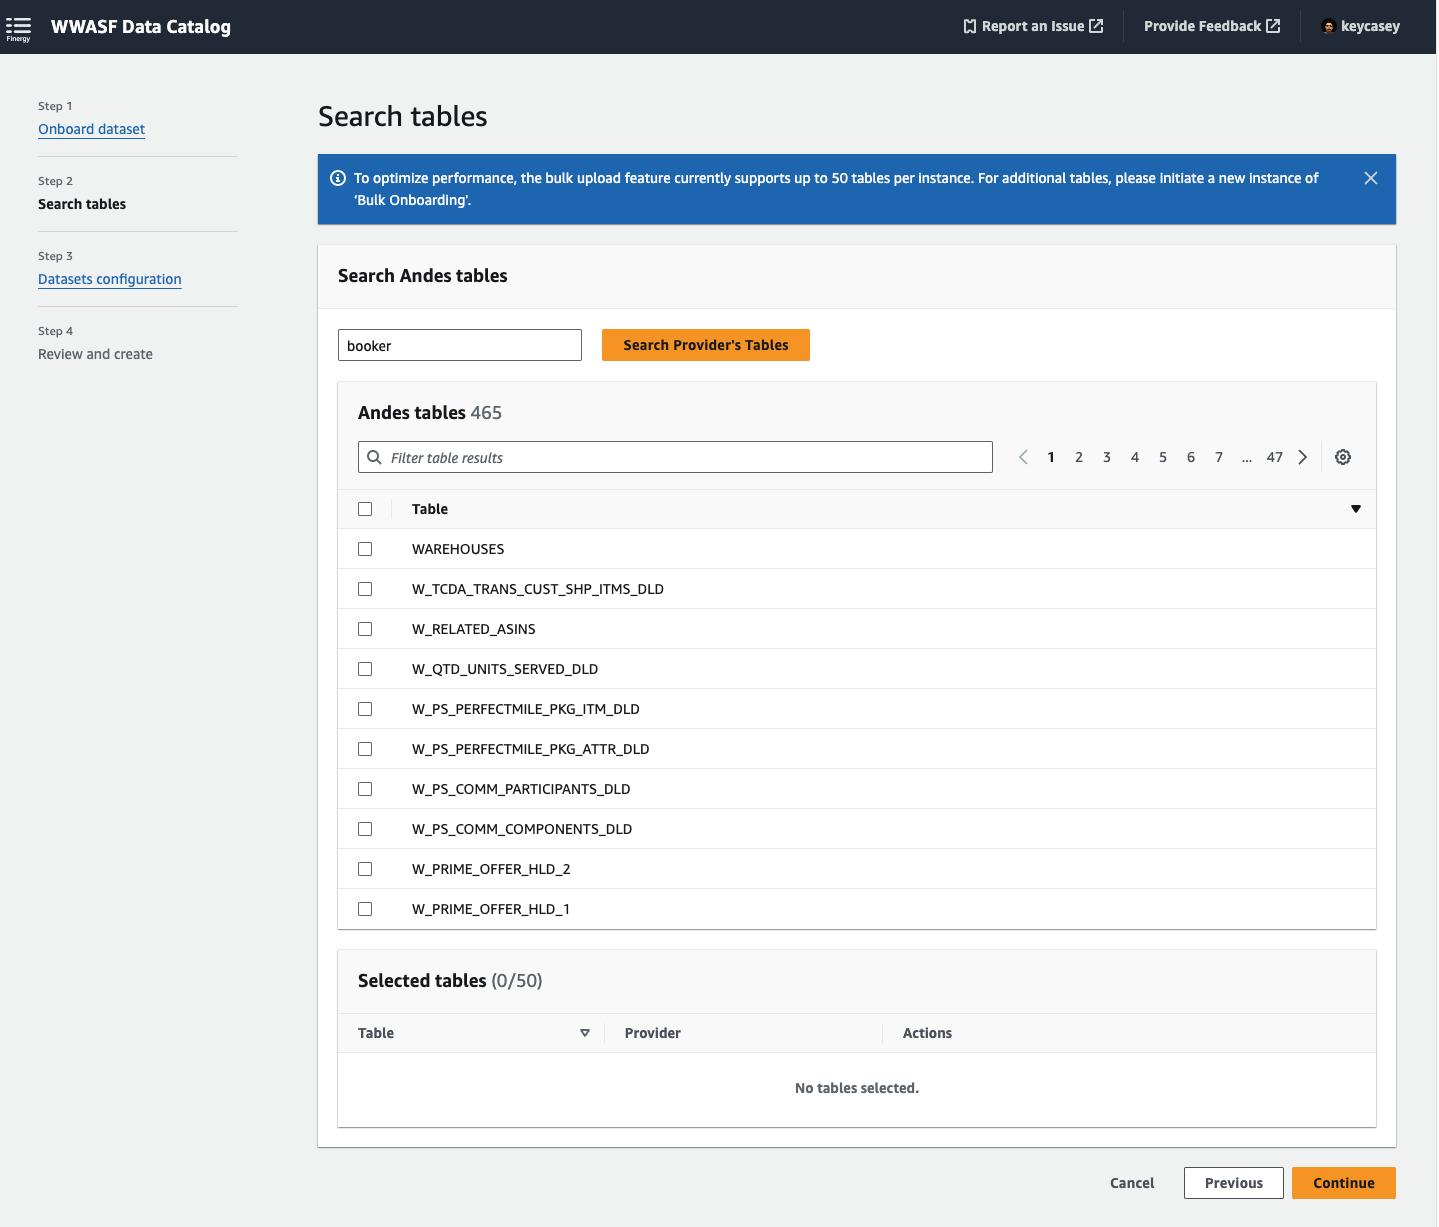 Finergy
WWASF Data Catalog
Report an Issue
Provide Feedback
keycasey
Step 1
Onboard dataset
Step 2
Search tables
Step 3
Datasets configuration
Step 4
Review and create
Search tables
To optimize performance, the bulk upload feature currently supports up to 50 tables per instance. For additional tables, please initiate a new instance of
‘Bulk Onboarding’.
Search Andes tables
booker
Search Provider's Tables
Andes tables 465
Filter table results
1 2 3 4 5 6 7 ... 47
Table
WAREHOUSES
W_TCDA_TRANS_CUST_SHP_ITMS_DLD
W_RELATED_ASINS
W_QTD_UNITS_SERVED_DLD
W_PS_PERFECTMILE_PKG_ITM_DLD
W_PS_PERFECTMILE_PKG_ATTR_DLD
W_PS_COMM_PARTICIPANTS_DLD
W_PS_COMM_COMPONENTS_DLD
W_PRIME_OFFER_HLD_2
W_PRIME_OFFER_HLD_1
Selected tables (0/50)
Table Provider Actions
No tables selected.
Cancel Previous Continue